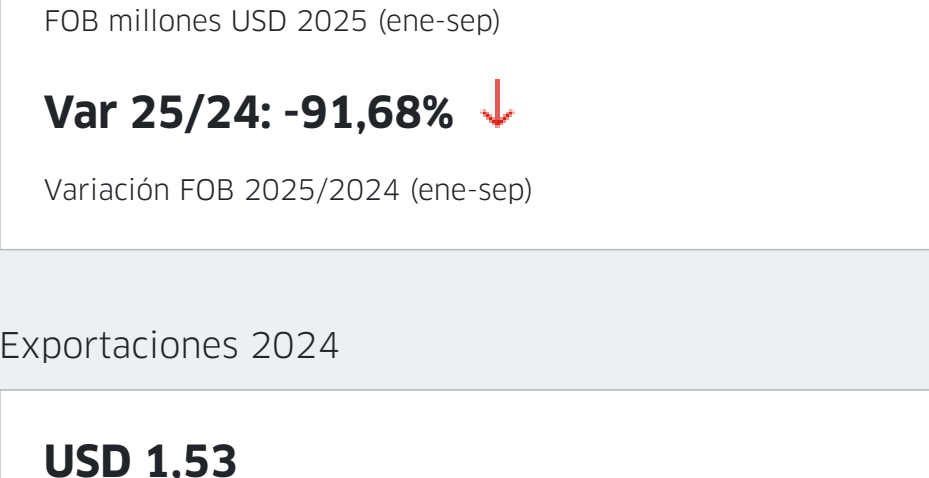 FOB millones USD 2025 (ene-sep)
Var 25/24: -91,68%
Variación FOB 2025/2024 (ene-sep)
Exportaciones 2024
USD 1,53